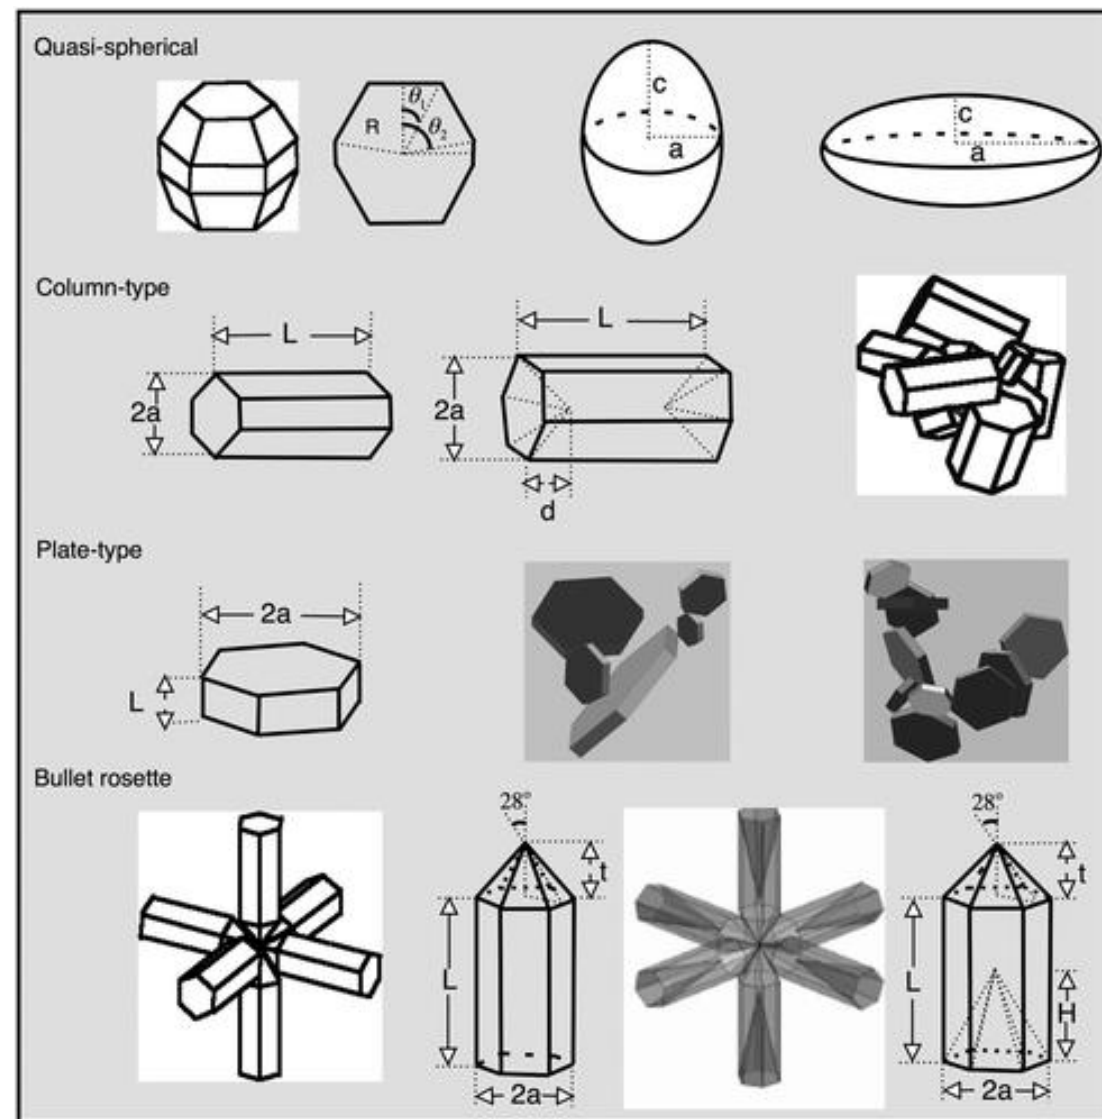 Quasi-spherical
θ₁
R
θ₂
c
a
c
a
Column-type
L
2a
L
2a
d
Plate-type
2a
L
Bullet rosette
28°
t
L
2a
28°
t
L
H
2a